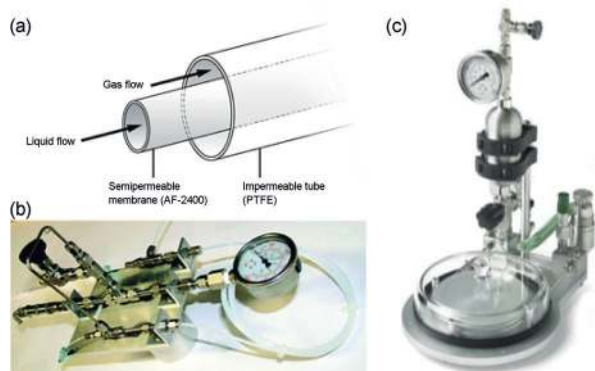 (a)
Gas flow
Liquid flow
Semipermeable
membrane (AF-2400)
Impermeable tube
(PTFE)
(b)
(c)